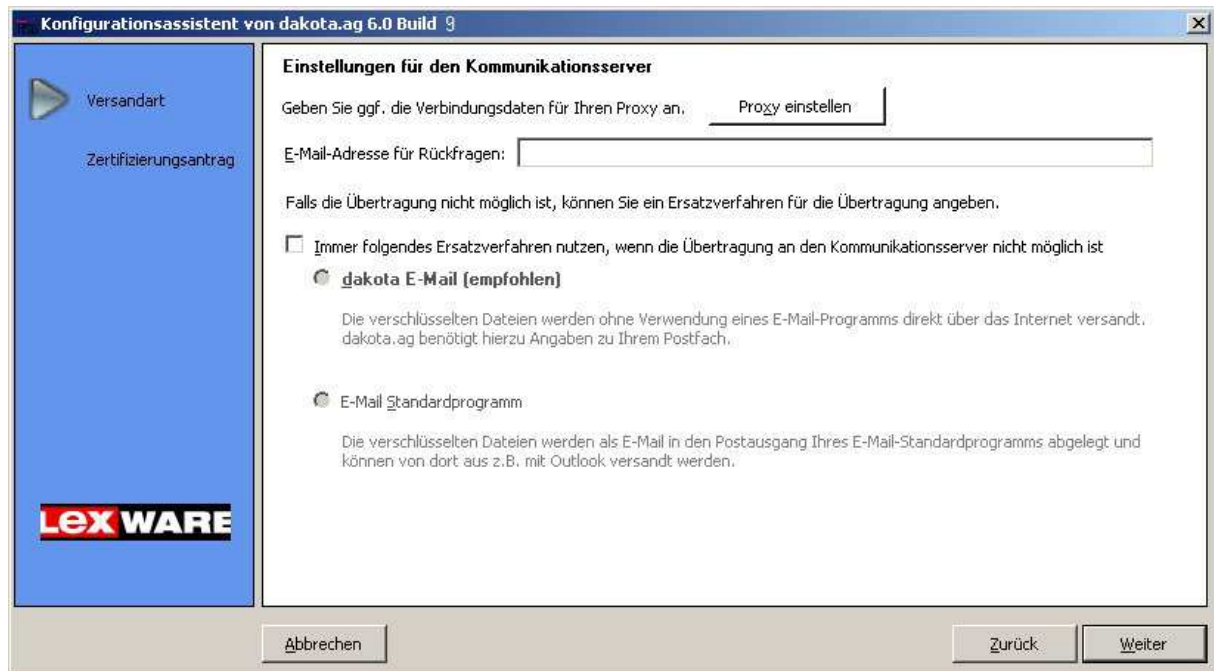 Konfigurationsassistent von dakota.ag 6.0 Build 9
Versandart
Zertifizierungsantrag
LEXWARE
Einstellungen für den Kommunikationsserver
Geben Sie ggf. die Verbindungsdaten für Ihren Proxy an.
Proxy einstellen
E-Mail-Adresse für Rückfragen:
Falls die Übertragung nicht möglich ist, können Sie ein Ersatzverfahren für die Übertragung angeben.
Immer folgendes Ersatzverfahren nutzen, wenn die Übertragung an den Kommunikationsserver nicht möglich ist
dakota E-Mail (empfohlen)
Die verschlüsselten Dateien werden ohne Verwendung eines E-Mail-Programms direkt über das Internet versandt.
dakota.ag benötigt hierzu Angaben zu Ihrem Postfach.
E-Mail Standardprogramm
Die verschlüsselten Dateien werden als E-Mail in den Postausgang Ihres E-Mail-Standardprogramms abgelegt und
können von dort aus z.B. mit Outlook versandt werden.
Abbrechen
Zurück
Weiter